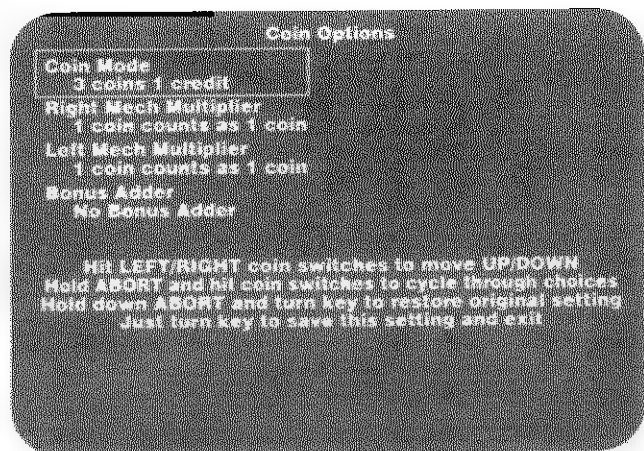 Coin Options
Coin Mode
3 coins 1 credit
Right Mech Multiplier
1 coin counts as 1 coin
Left Mech Multiplier
1 coin counts as 1 coin
Bonus Adder
No Bonus Adder
Hit LEFT/RIGHT coin switches to move UP/DOWN
Hold ABORT and hit coin switches to cycle through choices
Hold down ABORT and turn key to restore original setting
Just turn key to save this setting and exit